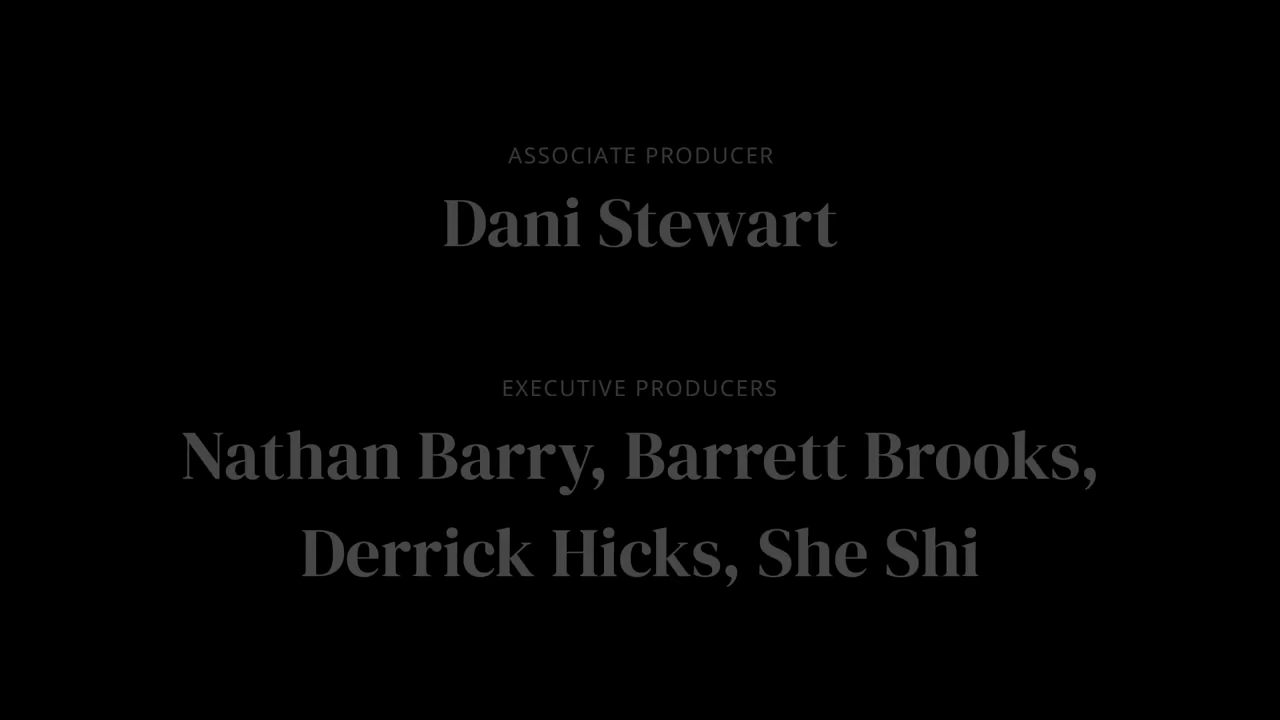 ASSOCIATE PRODUCER
Dani Stewart
EXECUTIVE PRODUCERS
Nathan Barry, Barrett Brooks,
Derrick Hicks, She Shi